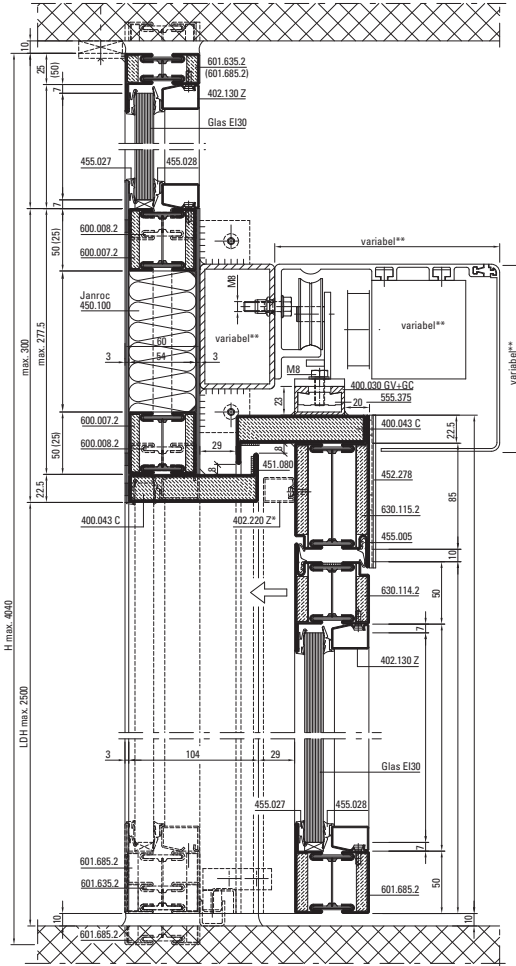 10
601.635.2
(601.685.2)
25
(50)
402.130 Z
7
Glas EI30
455.027
455.028
7
600.008.2
50 (25)
600.007.2
variabel**
M8
Janroc
450.100
variabel**
variabel**
variabel**
max. 300
max. 277.5
60
3
54
3
M8
400.030 GV+GC
23
20
555.375
600.007.2
400.043 C
22.5
50 (25)
600.008.2
29
8
451.080
8
452.278
22.5
85
400.043 C
402.220 Z*
630.115.2
455.005
10
630.114.2
50
7
402.130 Z
H max. 4040
LDH max. 2500
3
104
29
Glas EI30
455.027
455.028
7
601.685.2
601.635.2
601.685.2
50
10
10
601.685.2